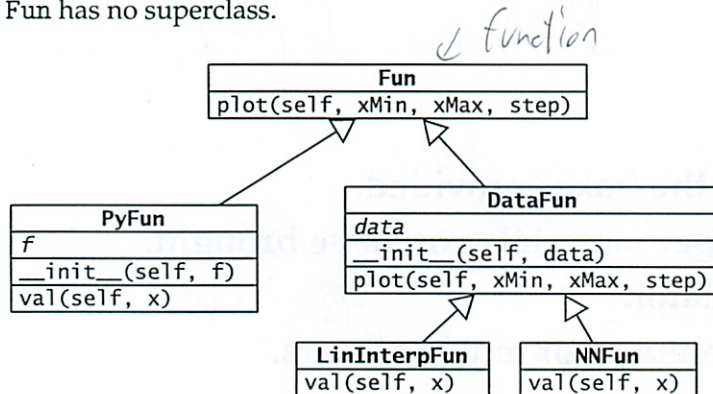 Fun has no superclass.
function
Fun
plot(self, xMin, xMax, step)
PyFun
f
__init__(self, f)
val(self, x)
DataFun
data
__init__(self, data)
plot(self, xMin, xMax, step)
LinInterpFun
val(self, x)
NNFun
val(self, x)